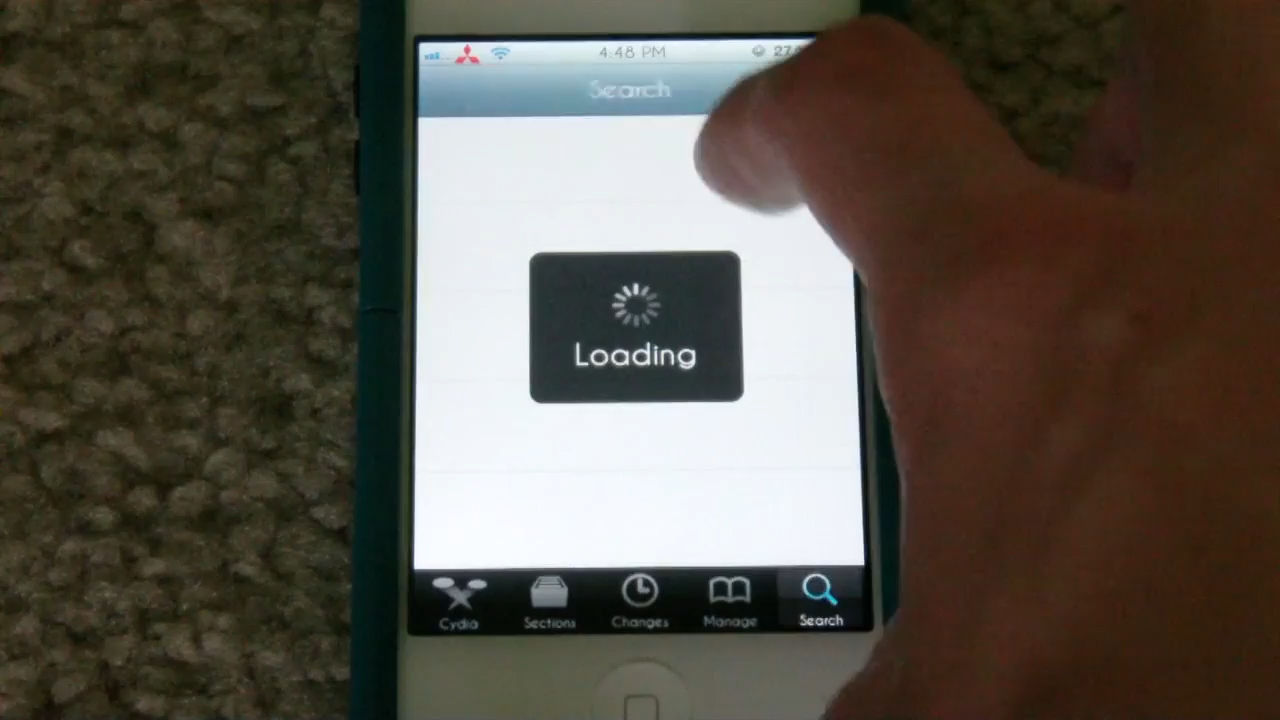 4:48 PM
Search
Loading
Cydia
Sections
Changes
Manage
Search